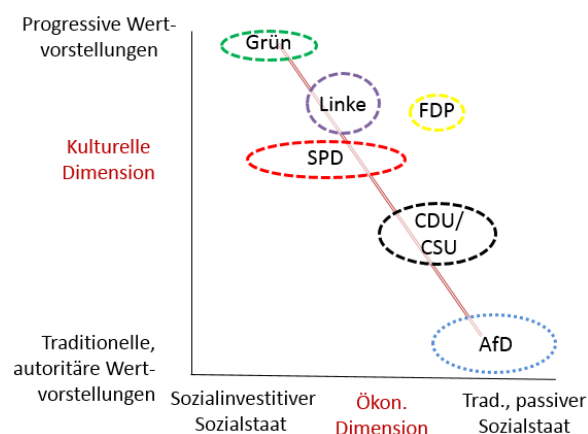 Progressive Wert-
vorstellungen
Grün
Linke
FDP
Kulturelle
Dimension
SPD
CDU/
CSU
Traditionelle,
autoritäre Wert-
vorstellungen
AfD
Sozialinvestitiver
Sozialstaat
Ökon.
Dimension
Trad., passiver
Sozialstaat